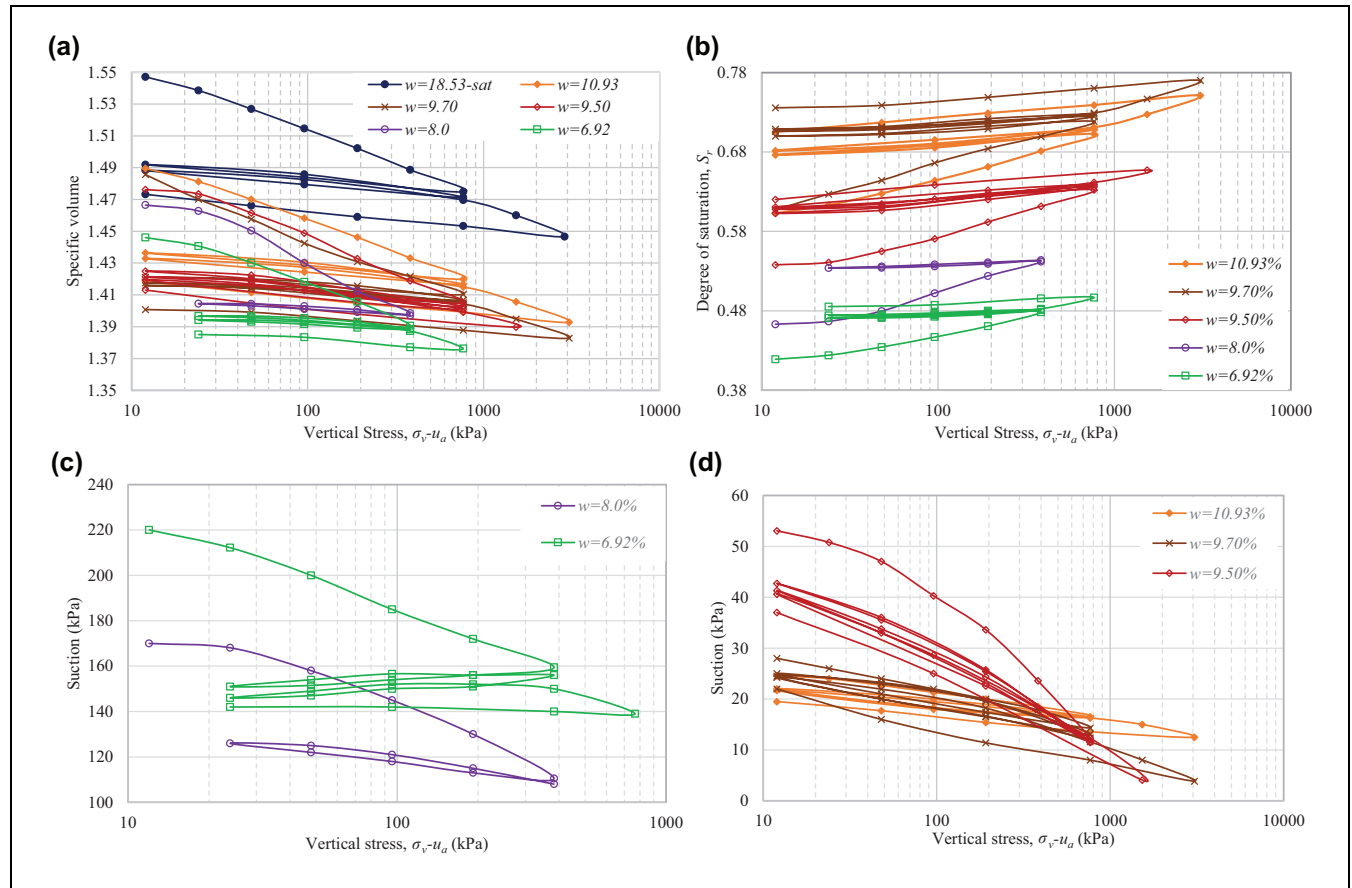 (a)
1.55
1.53
1.51
1.49
1.47
1.45
1.43
1.41
1.39
1.37
1.35
Specific volume
w=18.53-sat
w=10.93
w=9.70
w=9.50
w=8.0
w=6.92
10
100
1000
10000
Vertical Stress, σv-ua (kPa)
(b)
0.78
0.68
0.58
0.48
0.38
Degree of saturation, Sr
w=10.93%
w=9.70%
w=9.50%
w=8.0%
w=6.92%
10
100
1000
10000
Vertical Stress, σv-ua (kPa)
(c)
240
220
200
180
160
140
120
100
Suction (kPa)
w=8.0%
w=6.92%
10
100
1000
Vertical stress, σv-ua (kPa)
(d)
60
50
40
30
20
10
0
Suction (kPa)
w=10.93%
w=9.70%
w=9.50%
10
100
1000
10000
Vertical stress, σv-ua (kPa)